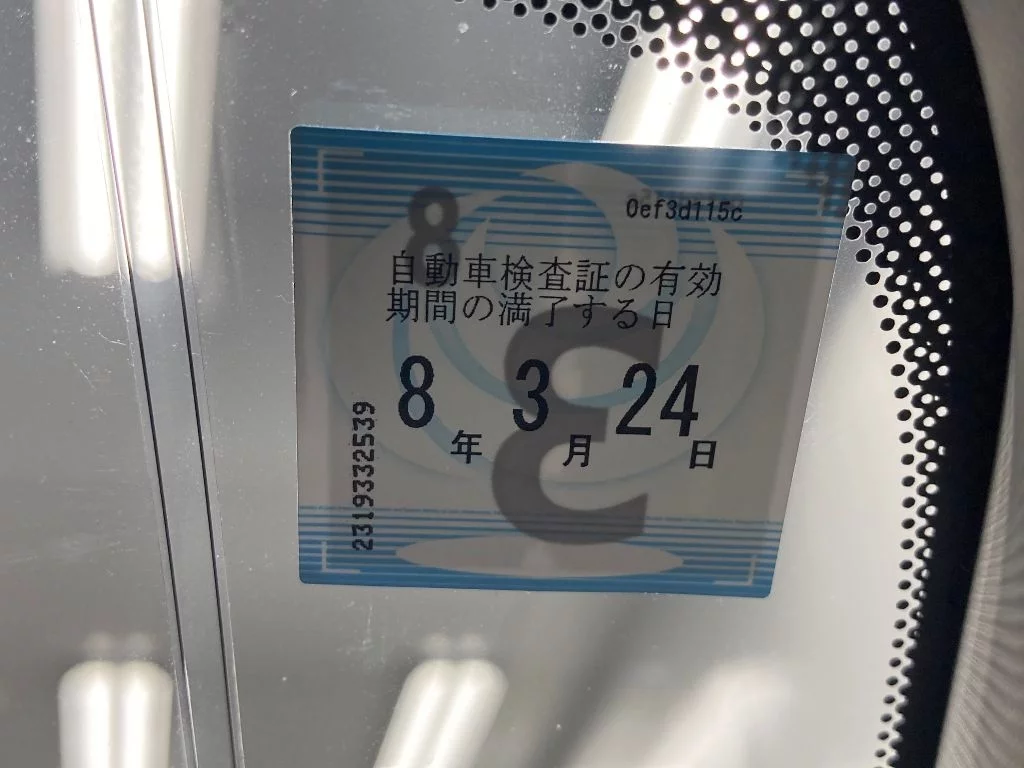 8
0ef3d115c
自動車検査証の有効
期間の満了する日
8年 3月 24日
2319332539
3